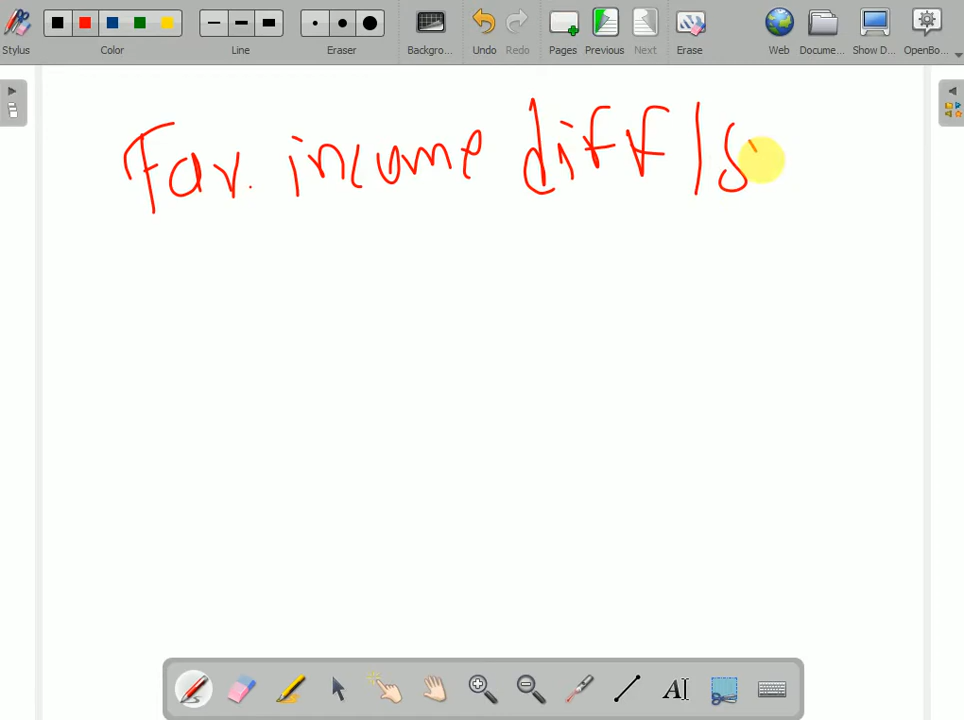 Stylus
Color
Line
Eraser
Backgro...
Undo
Redo
Pages
Previous
Next
Erase
Web
Docume...
Show D...
OpenBo...
Fav. income diff / S